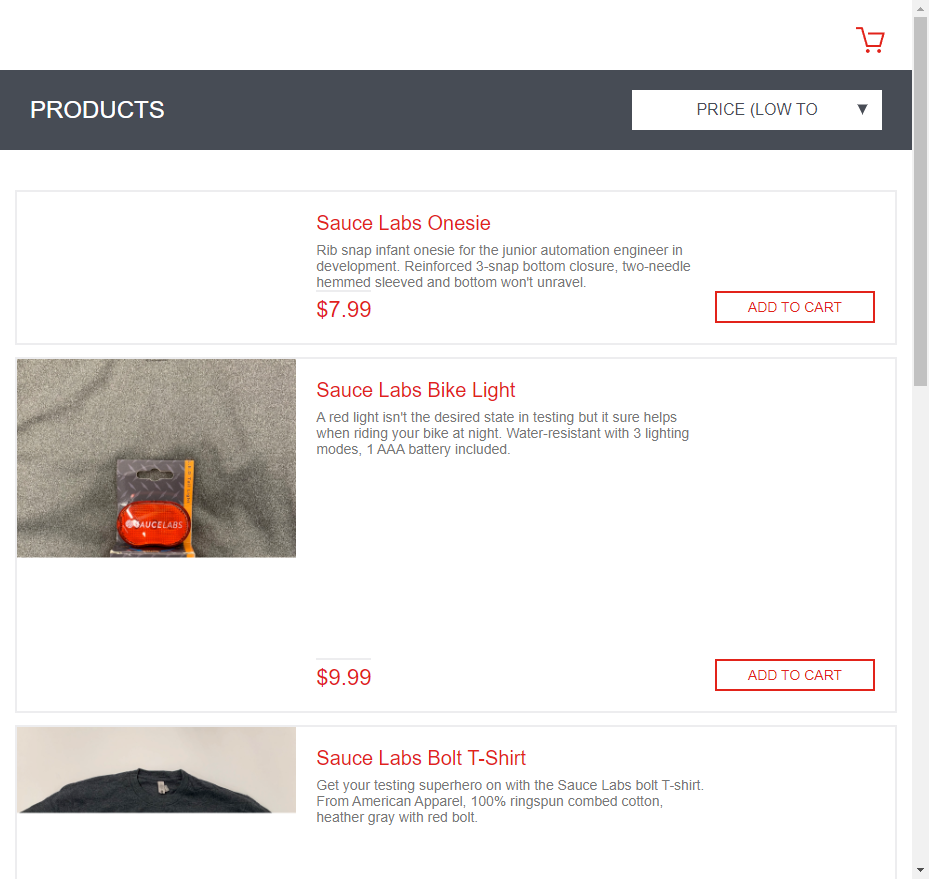 PRODUCTS
PRICE (LOW TO
Sauce Labs Onesie
Rib snap infant onesie for the junior automation engineer in
development. Reinforced 3-snap bottom closure, two-needle
hemmed sleeved and bottom won't unravel.
$7.99
ADD TO CART
Sauce Labs Bike Light
A red light isn't the desired state in testing but it sure helps
when riding your bike at night. Water-resistant with 3 lighting
modes, 1 AAA battery included.
SAUCELABS
$9.99
ADD TO CART
Sauce Labs Bolt T-Shirt
Get your testing superhero on with the Sauce Labs bolt T-shirt.
From American Apparel, 100% ringspun combed cotton,
heather gray with red bolt.